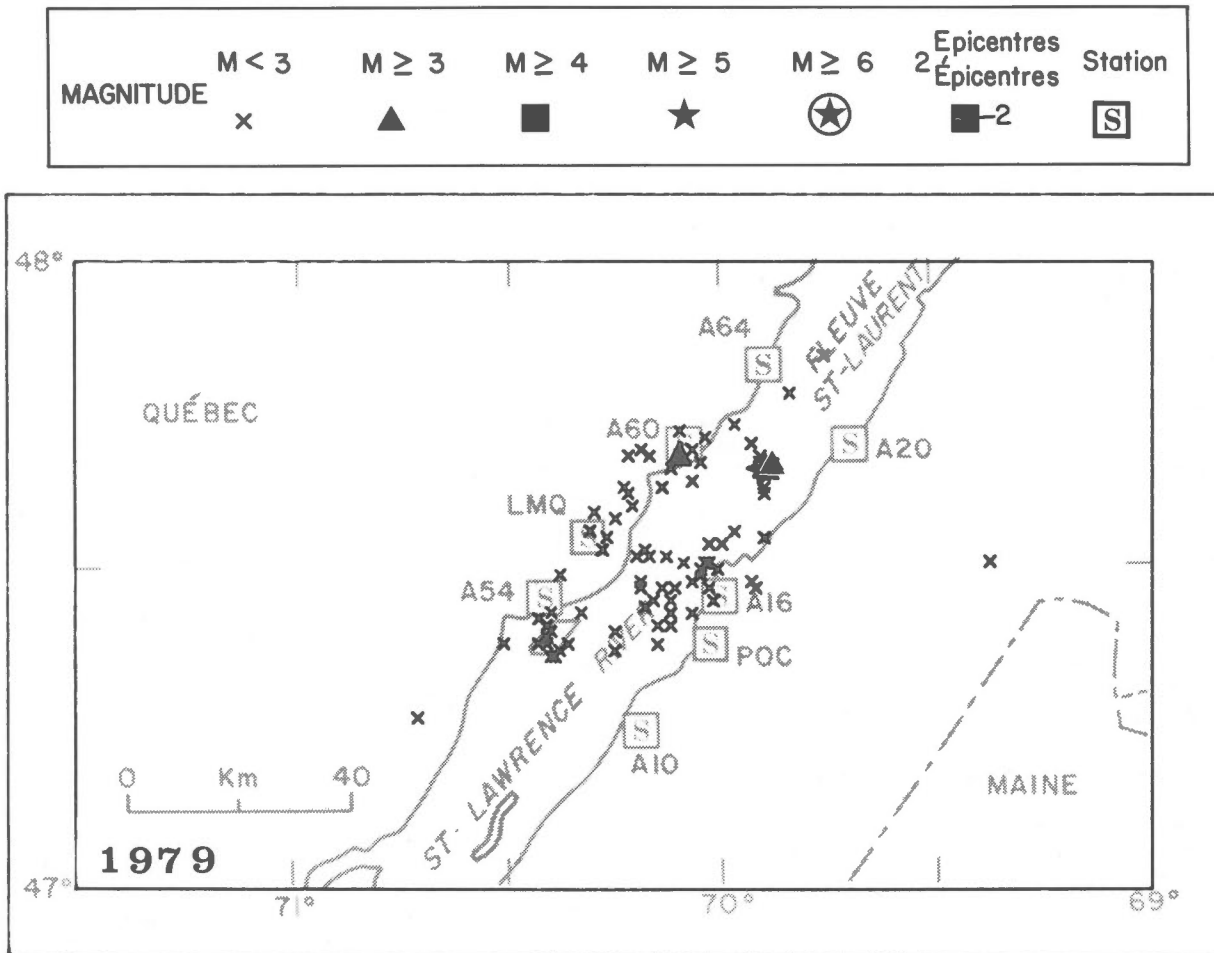 MAGNITUDE
M < 3
M ≥ 3
M ≥ 4
M ≥ 5
M ≥ 6
2 Epicentres
Épicentres
-2
Station
S
48°
FLEUVE
ST-LAURENT
A64
S
QUÉBEC
A60
S
A20
LMQ
S
A54
S
S
A16
S
POC
S
A10
ST-LAWRENCE RIVER
MAINE
0 Km 40
1979
47°
71°
70°
69°